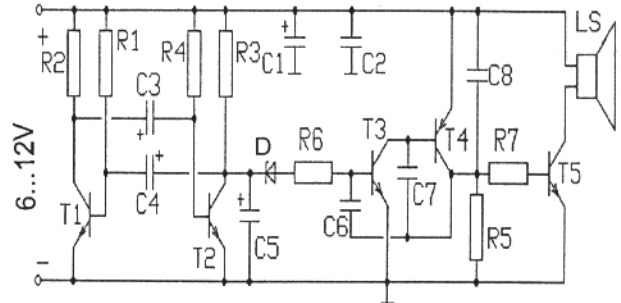 +
R2
R1
R4
R3
+
C1
C2
LS
C3
+
C8
6...12V
+
C4
D
R6
T3
T4
R7
T1
T2
+
C5
C6
C7
T5
R5
−